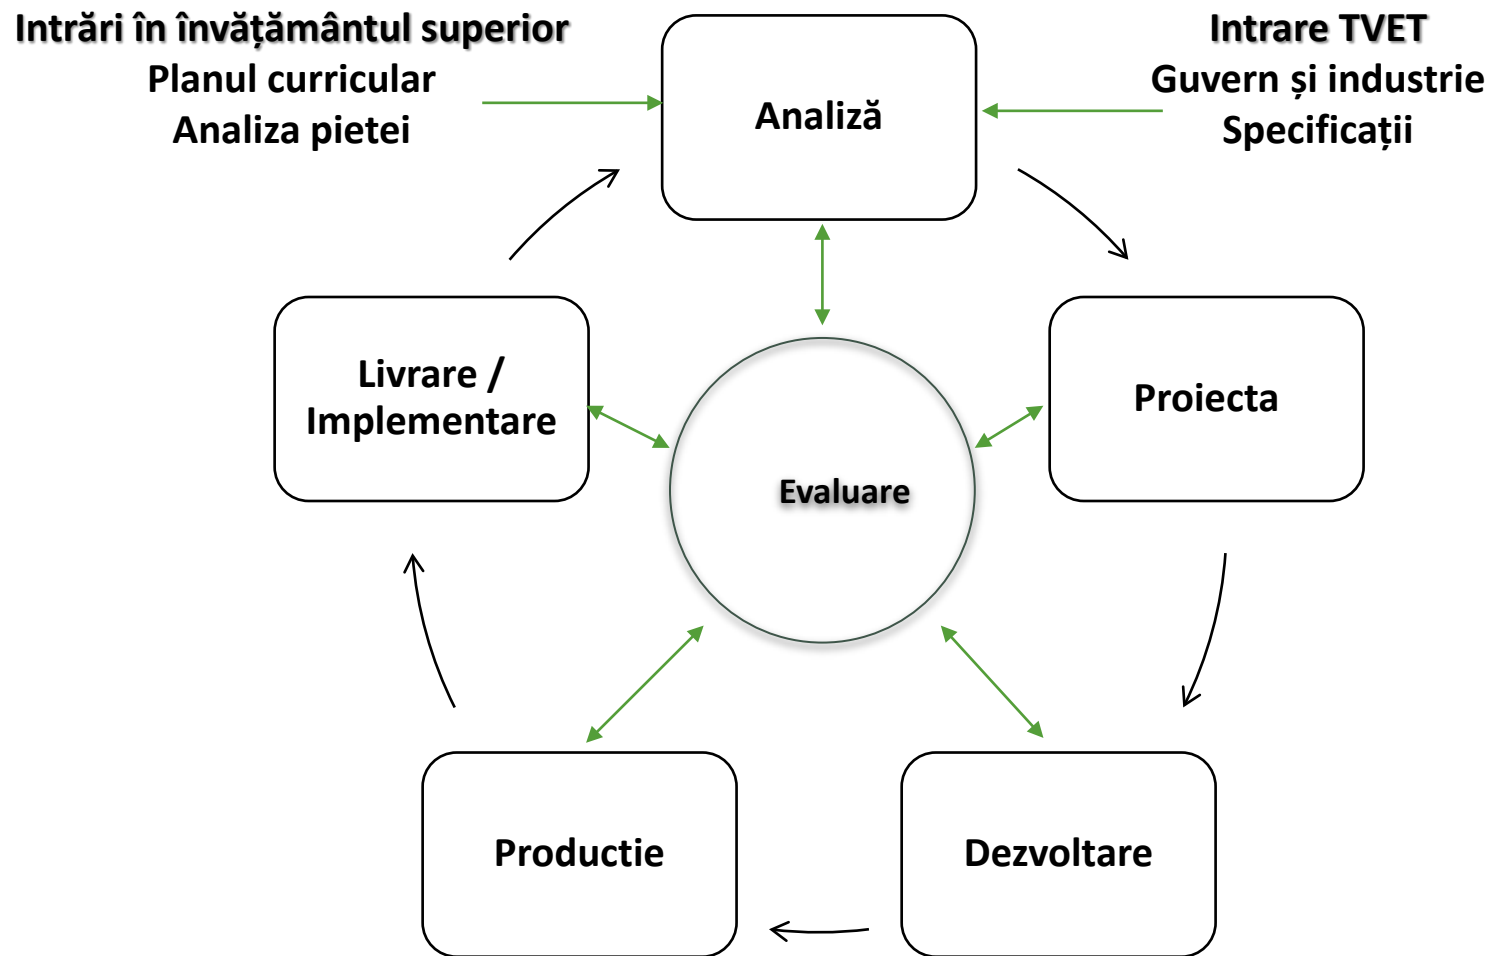 Intrări în învățământul superior
Planul curricular
Analiza pietei
Intrare TVET
Guvern și industrie
Specificații
Analiză
Livrare /
Implementare
Proiecta
Evaluare
Productie
Dezvoltare